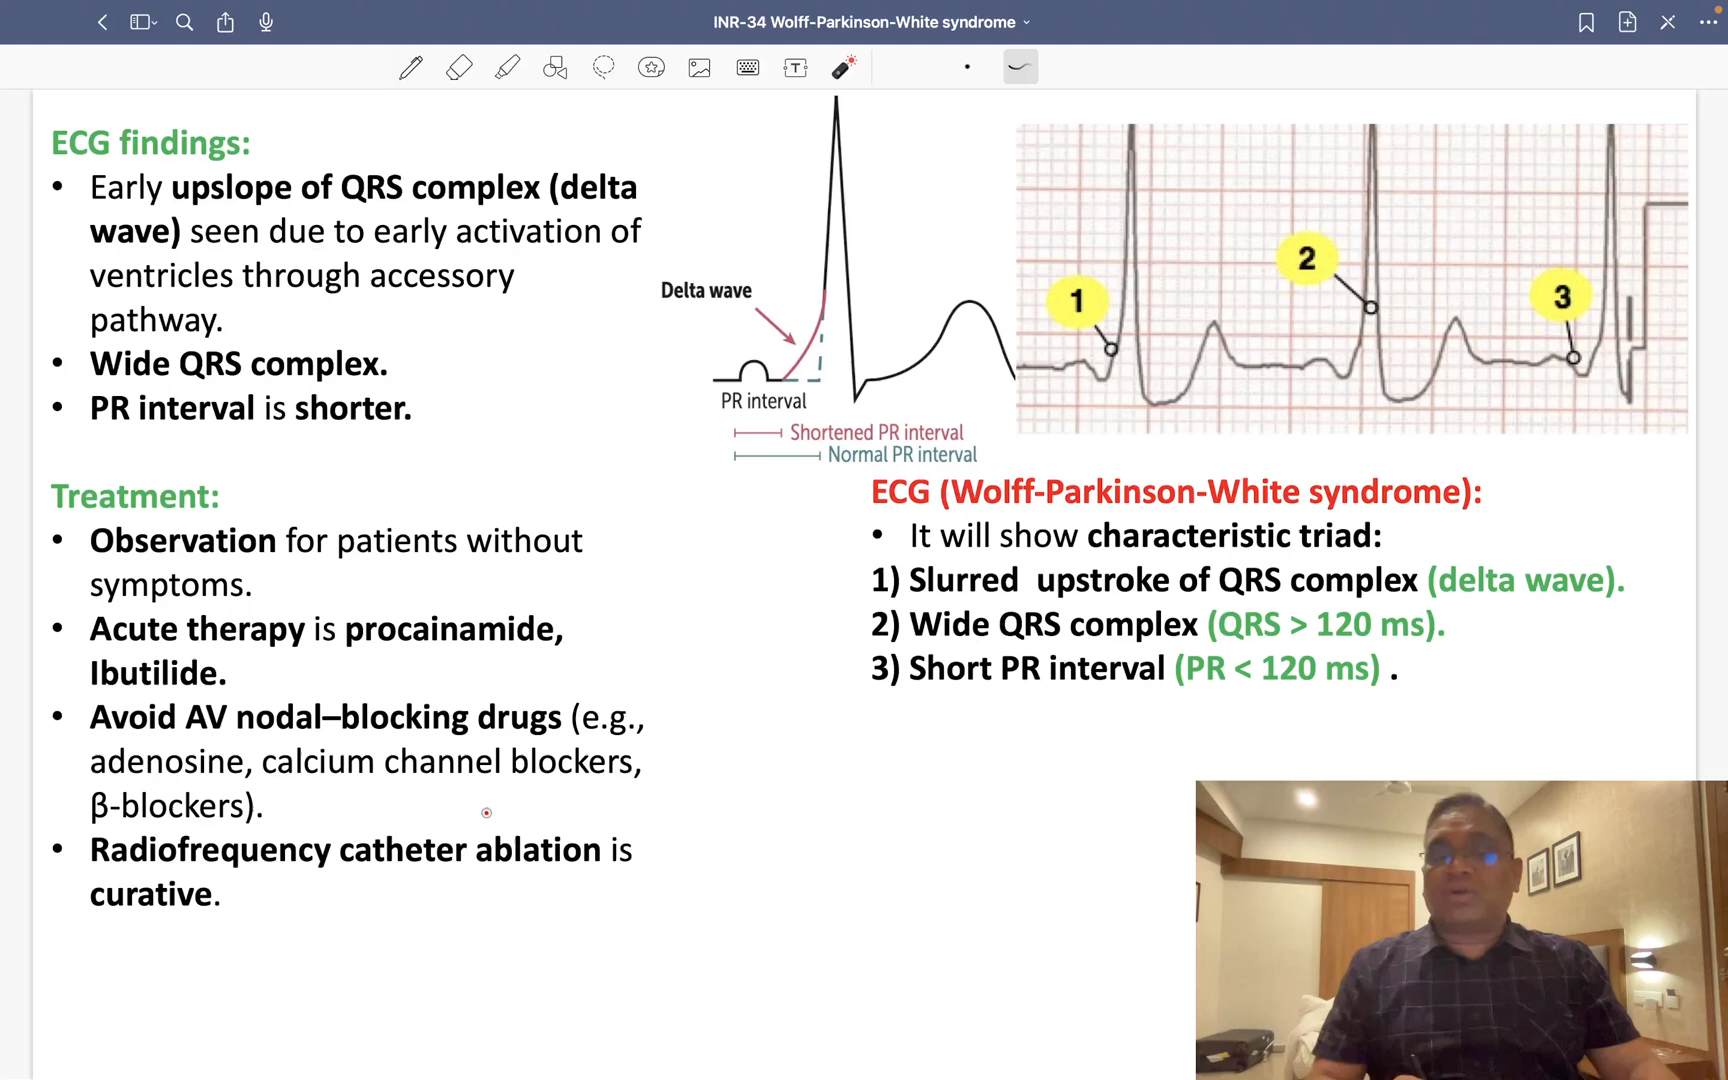 INR-34 Wolff-Parkinson-White syndrome
T
ECG findings:
• Early upslope of QRS complex (delta
wave) seen due to early activation of
ventricles through accessory
pathway.
• Wide QRS complex.
• PR interval is shorter.
Treatment:
• Observation for patients without
symptoms.
• Acute therapy is procainamide,
Ibutilide.
• Avoid AV nodal–blocking drugs (e.g.,
adenosine, calcium channel blockers,
β-blockers).
• Radiofrequency catheter ablation is
curative.
Delta wave
PR interval
Shortened PR interval
Normal PR interval
1
2
3
ECG (Wolff-Parkinson-White syndrome):
• It will show characteristic triad:
1) Slurred upstroke of QRS complex (delta wave).
2) Wide QRS complex (QRS > 120 ms).
3) Short PR interval (PR < 120 ms) .